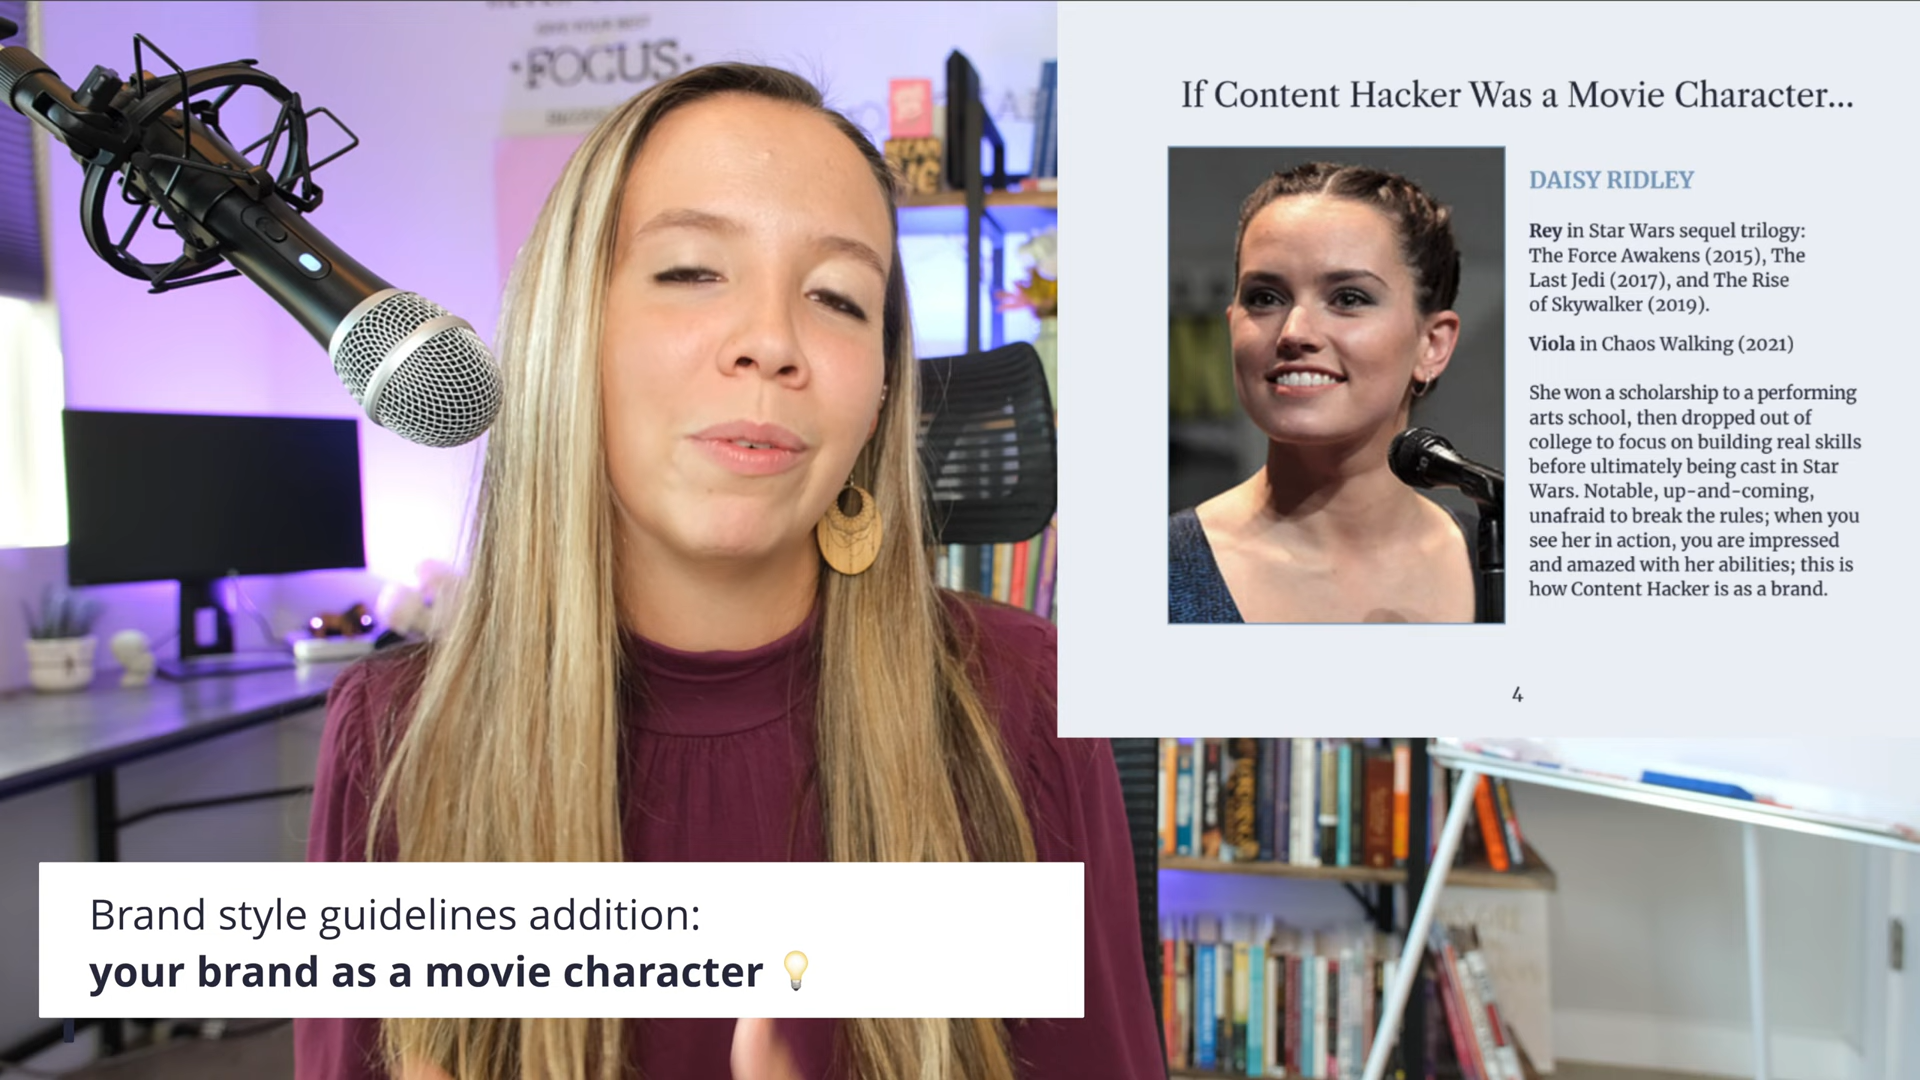 FOCUS
If Content Hacker Was a Movie Character...
DAISY RIDLEY
Rey in Star Wars sequel trilogy:
The Force Awakens (2015), The
Last Jedi (2017), and The Rise
of Skywalker (2019).
Viola in Chaos Walking (2021)
She won a scholarship to a performing
arts school, then dropped out of
college to focus on building real skills
before ultimately being cast in Star
Wars. Notable, up-and-coming,
unafraid to break the rules; when you
see her in action, you are impressed
and amazed with her abilities; this is
how Content Hacker is as a brand.
4
Brand style guidelines addition:
your brand as a movie character 💡